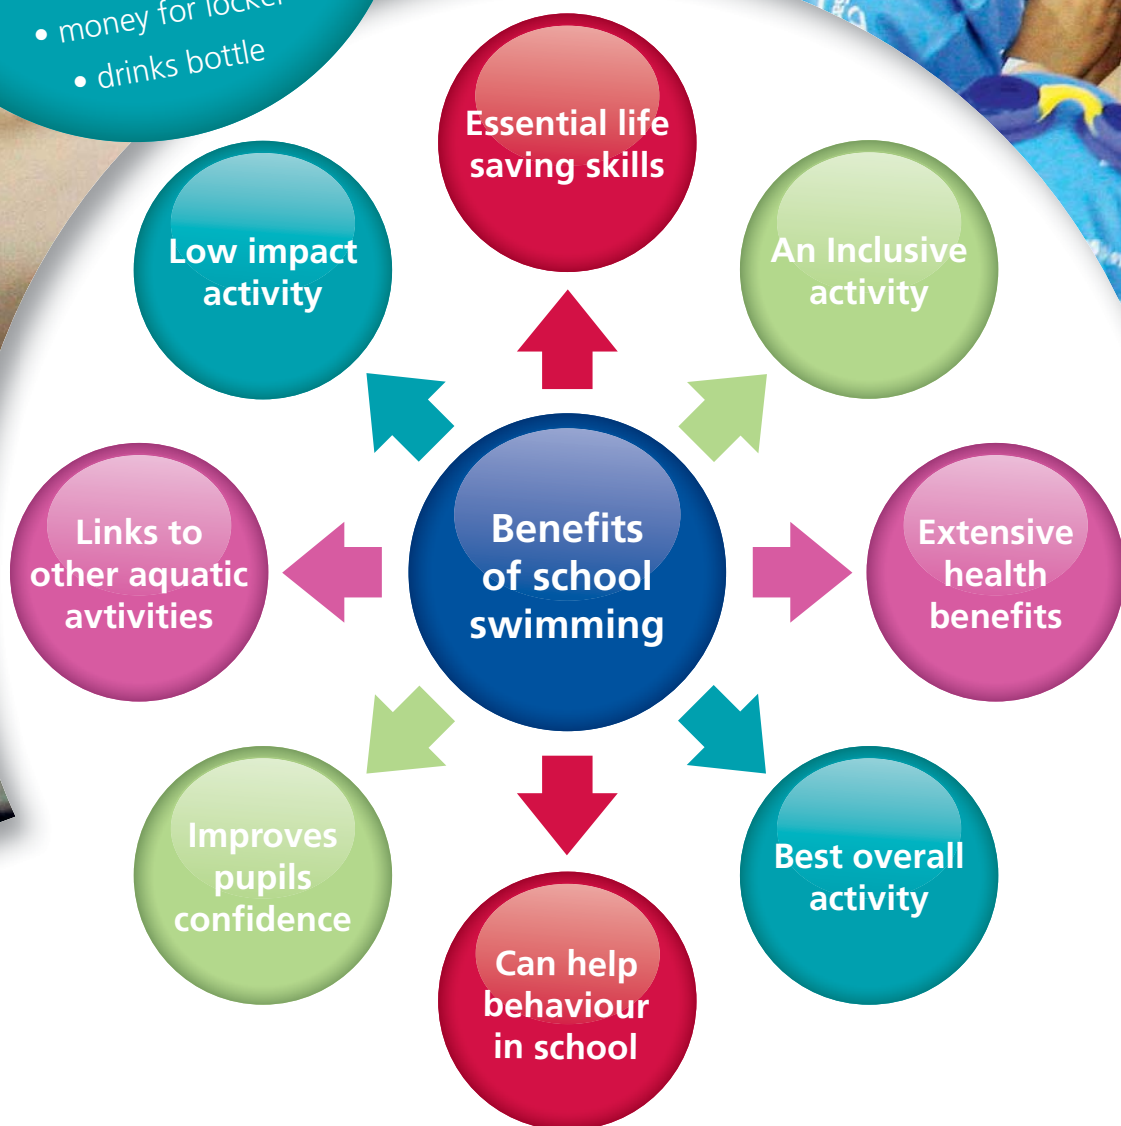 • money for locker
• drinks bottle
Essential life
saving skills
An Inclusive
activity
Low impact
activity
Extensive
health
benefits
Links to
other aquatic
avtivities
Benefits
of school
swimming
Best overall
activity
Improves
pupils
confidence
Can help
behaviour
in school